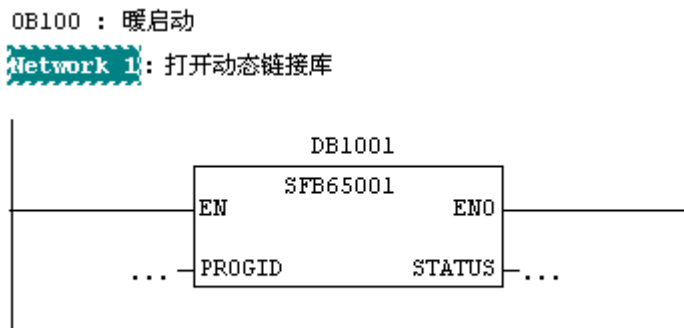 OB100 : 暖启动
Network 1: 打开动态链接库
DB1001
SFB65001
EN ENO
... PROGID STATUS ...